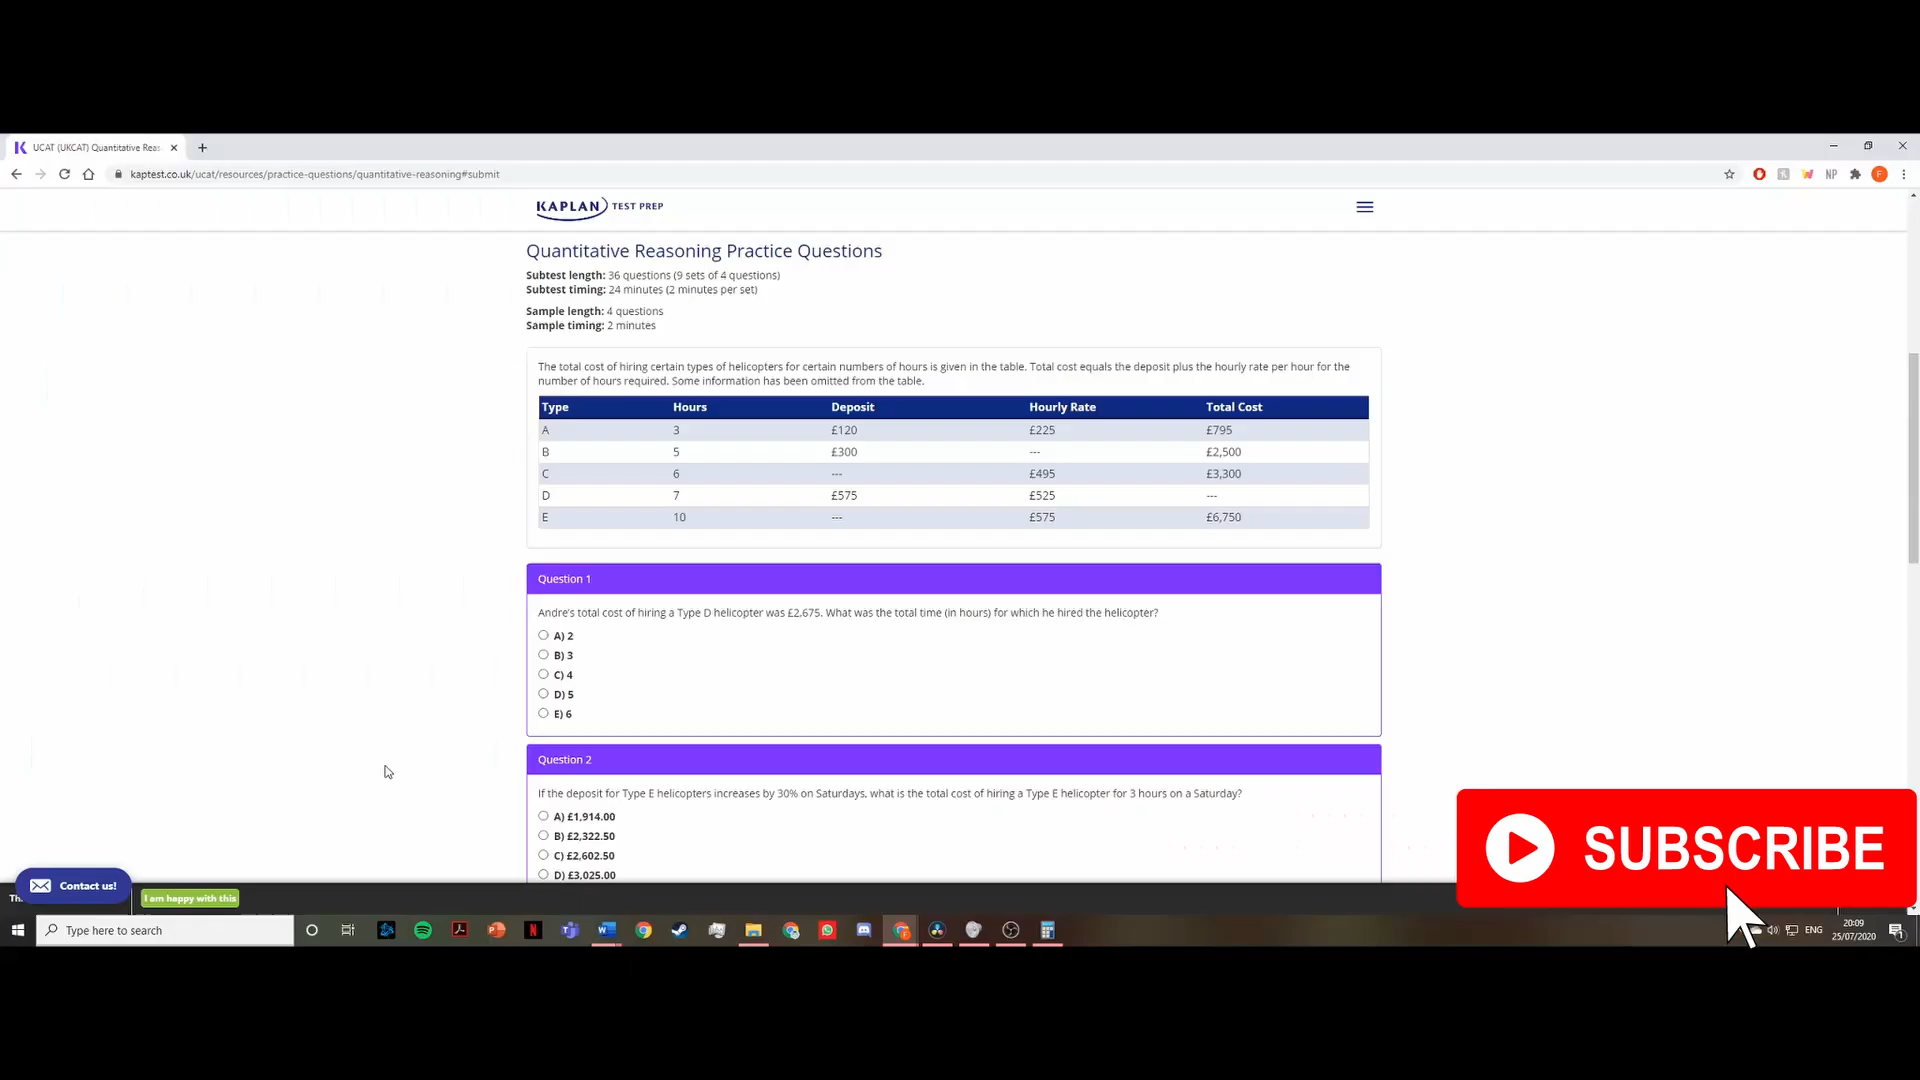 UCAT (UKCAT) Quantitative Reas
kaptest.co.uk/ucat/resources/practice-questions/quantitative-reasoning#submit
NP
F
KAPLAN TEST PREP
Quantitative Reasoning Practice Questions
Subtest length: 36 questions (9 sets of 4 questions)
Subtest timing: 24 minutes (2 minutes per set)
Sample length: 4 questions
Sample timing: 2 minutes
The total cost of hiring certain types of helicopters for certain numbers of hours is given in the table. Total cost equals the deposit plus the hourly rate per hour for the
number of hours required. Some information has been omitted from the table.
Type Hours Deposit Hourly Rate Total Cost
A 3 £120 £225 £795
B 5 £300 --- £2,500
C 6 --- £495 £3,300
D 7 £575 £525 ---
E 10 --- £575 £6,750
Question 1
Andre's total cost of hiring a Type D helicopter was £2,675. What was the total time (in hours) for which he hired the helicopter?
A) 2
B) 3
C) 4
D) 5
E) 6
Question 2
If the deposit for Type E helicopters increases by 30% on Saturdays, what is the total cost of hiring a Type E helicopter for 3 hours on a Saturday?
A) £1,914.00
B) £2,322.50
C) £2,602.50
D) £3,025.00
SUBSCRIBE
Contact us!
Th
I am happy with this
Type here to search
ENG
20:09
25/07/2020